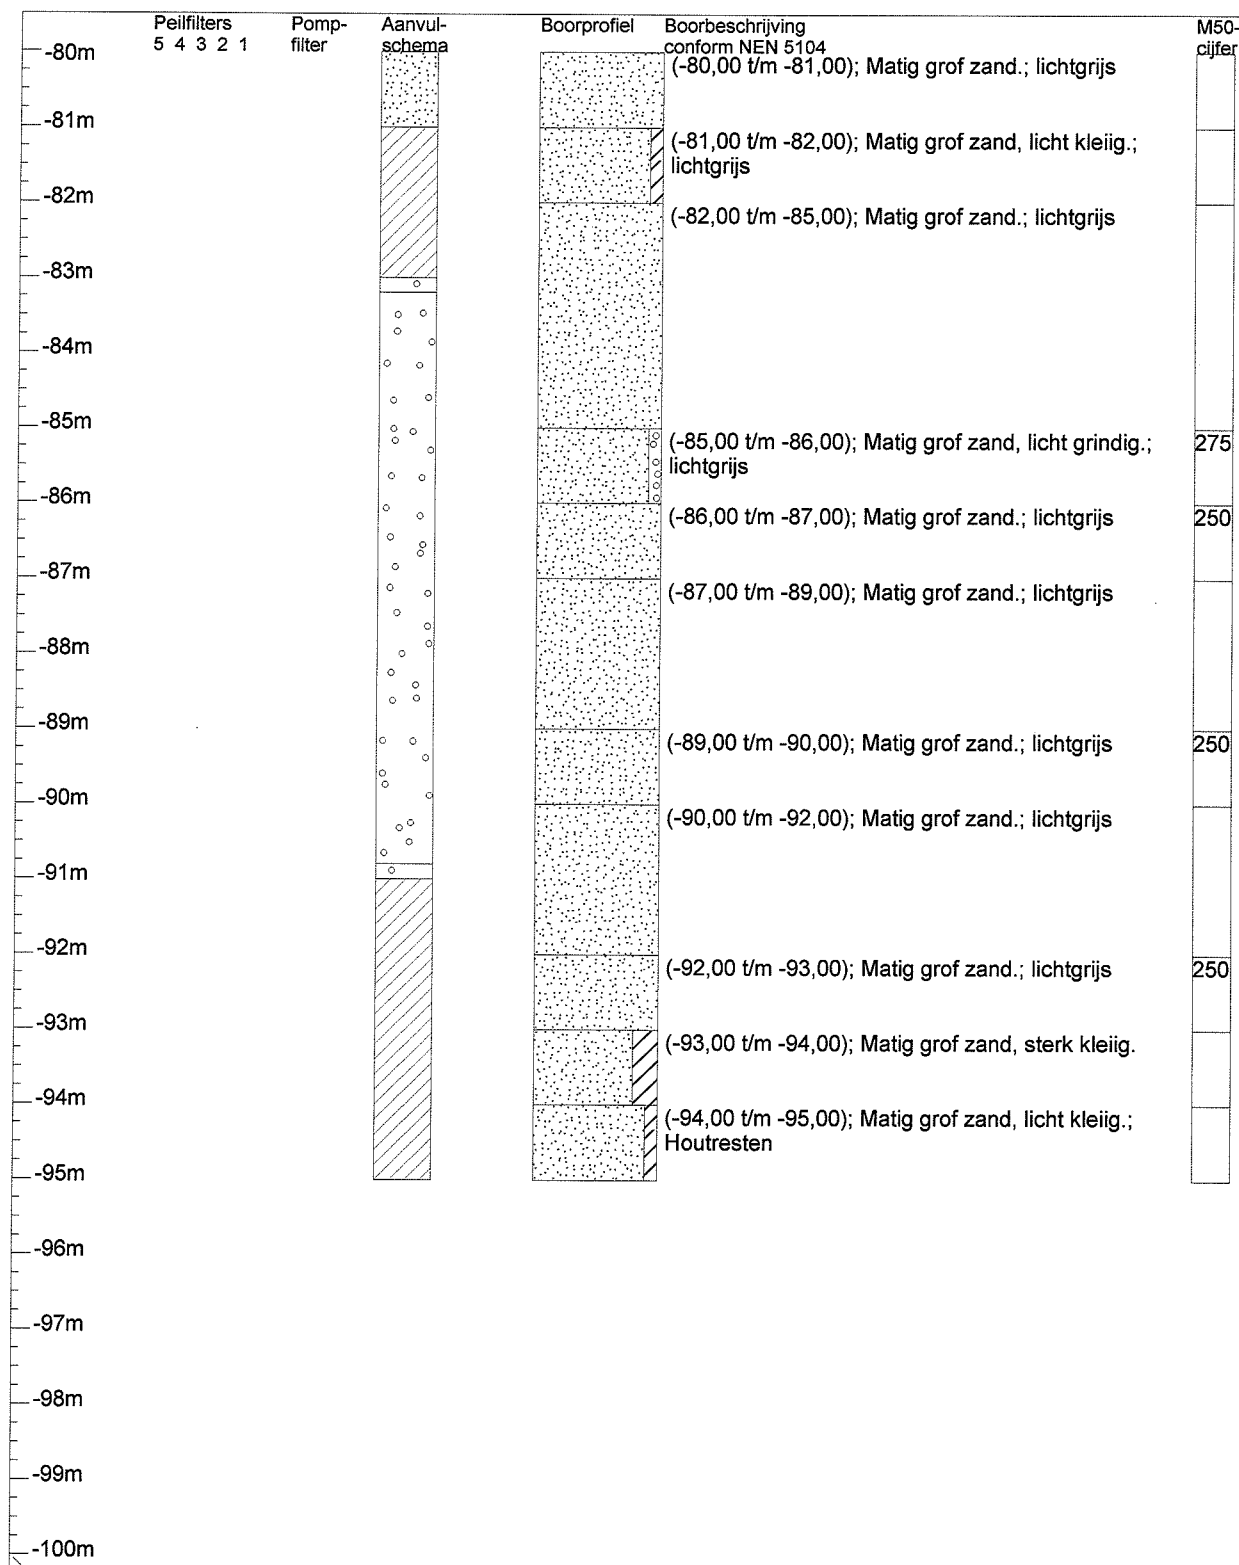 Peilfilters
5 4 3 2 1
Pomp-
filter
Aanvul-
schema
Boorprofiel
Boorbeschrijving
conform NEN 5104
M50-
cijfer
-80m
(-80,00 t/m -81,00); Matig grof zand.; lichtgrijs
-81m
(-81,00 t/m -82,00); Matig grof zand, licht kleiig.;
lichtgrijs
-82m
(-82,00 t/m -85,00); Matig grof zand.; lichtgrijs
-83m
-84m
-85m
(-85,00 t/m -86,00); Matig grof zand, licht grindig.;
lichtgrijs
275
-86m
(-86,00 t/m -87,00); Matig grof zand.; lichtgrijs
250
-87m
(-87,00 t/m -89,00); Matig grof zand.; lichtgrijs
-88m
-89m
(-89,00 t/m -90,00); Matig grof zand.; lichtgrijs
250
-90m
(-90,00 t/m -92,00); Matig grof zand.; lichtgrijs
-91m
-92m
(-92,00 t/m -93,00); Matig grof zand.; lichtgrijs
250
-93m
(-93,00 t/m -94,00); Matig grof zand, sterk kleiig.
-94m
(-94,00 t/m -95,00); Matig grof zand, licht kleiig.;
Houtresten
-95m
-96m
-97m
-98m
-99m
-100m